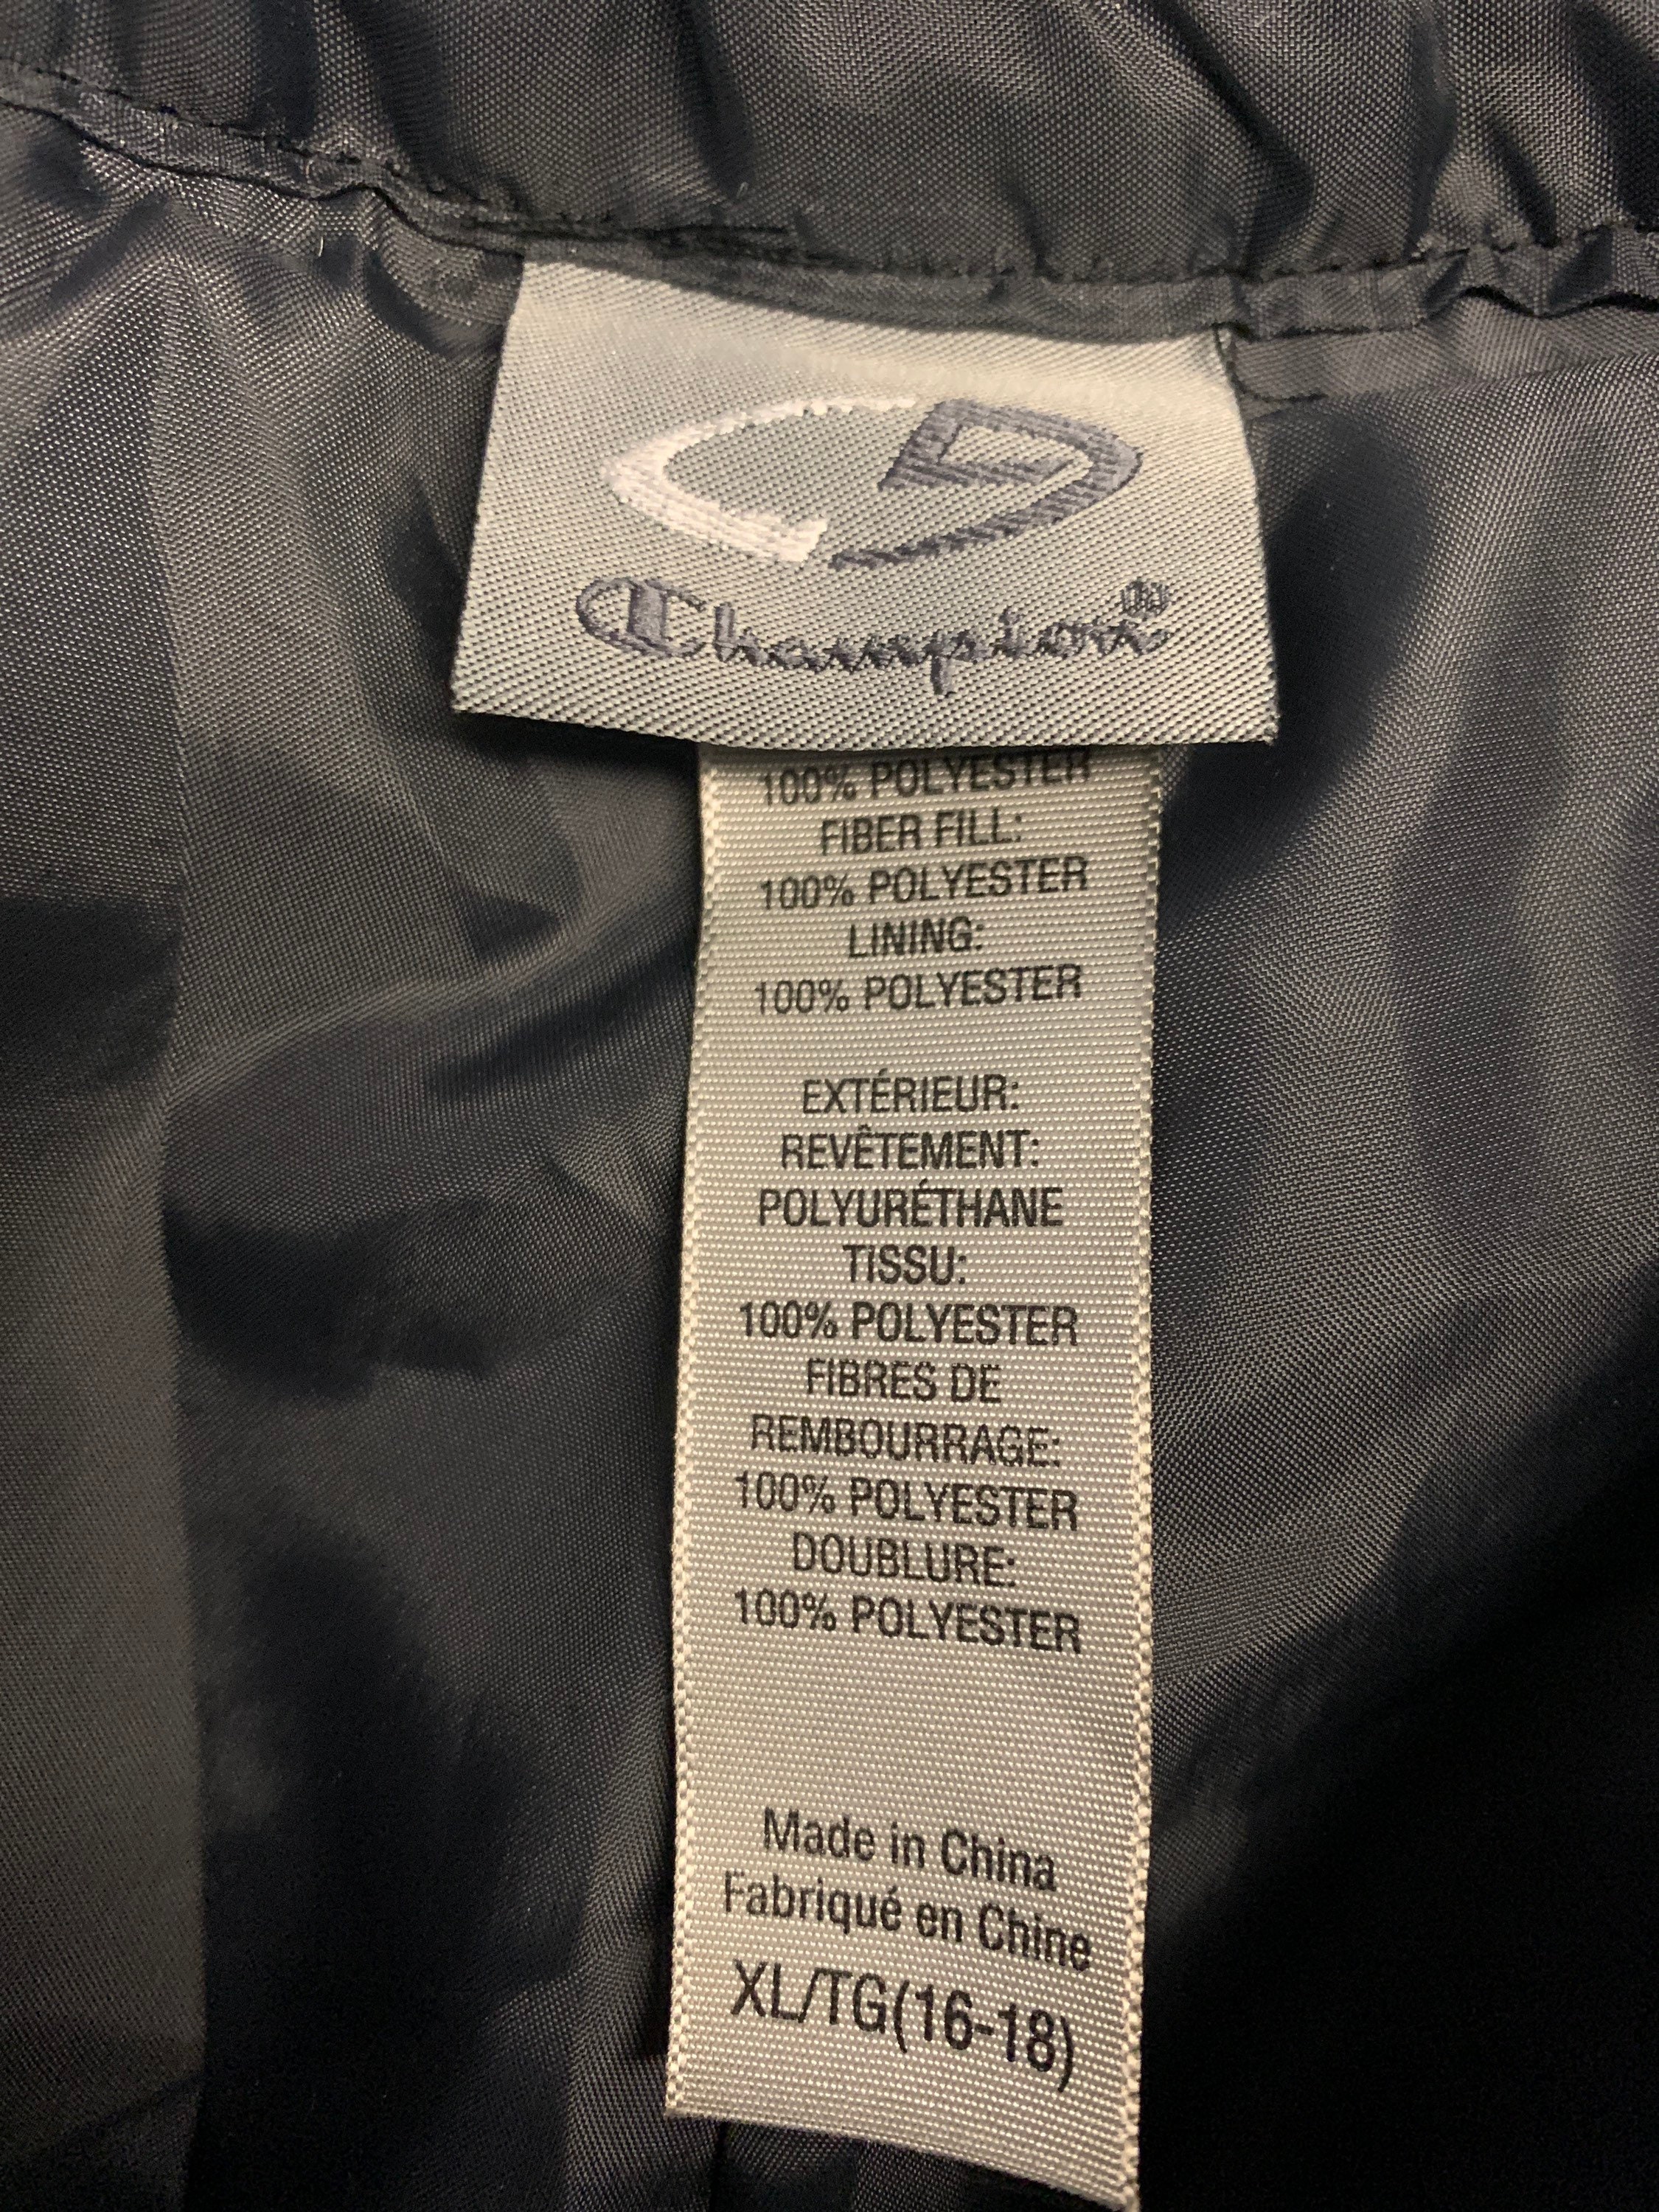 Champion®
100% POLYESTER
FIBER FILL:
100% POLYESTER
LINING:
100% POLYESTER
EXTÉRIEUR:
REVÊTEMENT:
POLYURÉTHANE
TISSU:
100% POLYESTER
FIBRES DE
REMBOURRAGE:
100% POLYESTER
DOUBLURE:
100% POLYESTER
Made in China
Fabriqué en Chine
XL/TG(16-18)